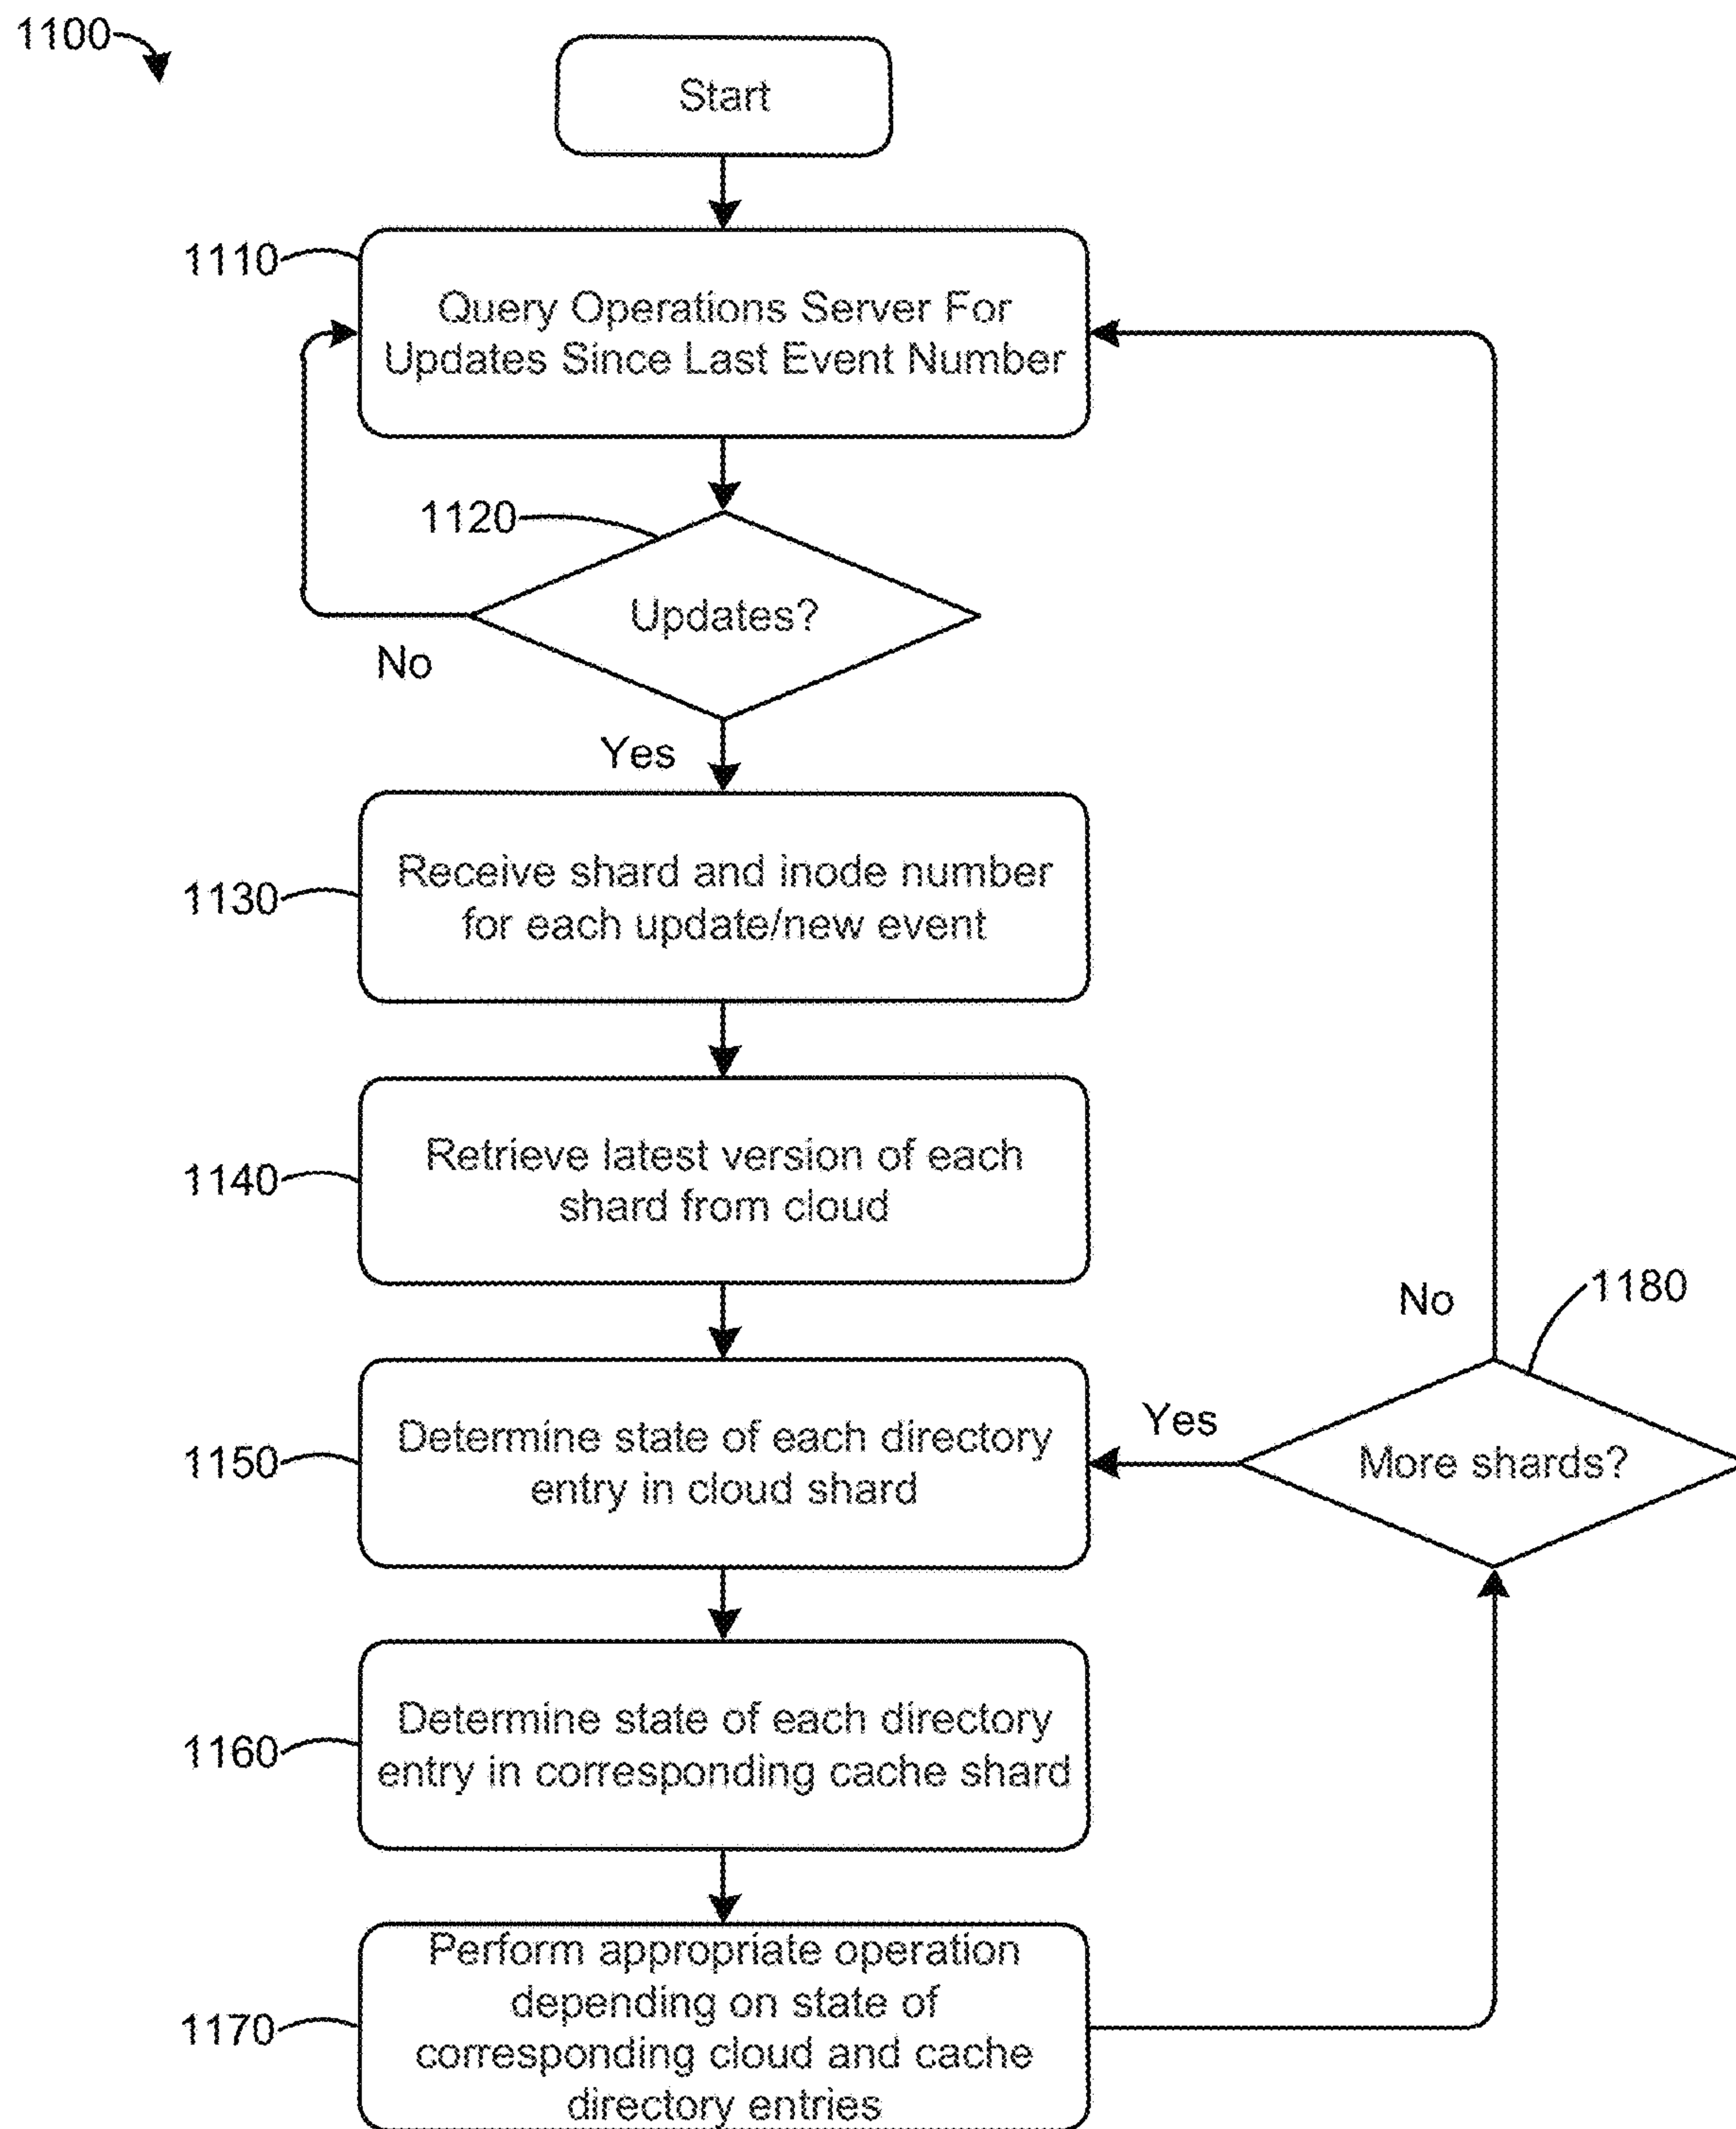 1100
Start
1110
Query Operations Server For
Updates Since Last Event Number
1120
Updates?
No
Yes
1130
Receive shard and inode number
for each update/new event
1140
Retrieve latest version of each
shard from cloud
1150
Determine state of each directory
entry in cloud shard
Yes
No
1180
More shards?
1160
Determine state of each directory
entry in corresponding cache shard
1170
Perform appropriate operation
depending on state of
corresponding cloud and cache
directory entries